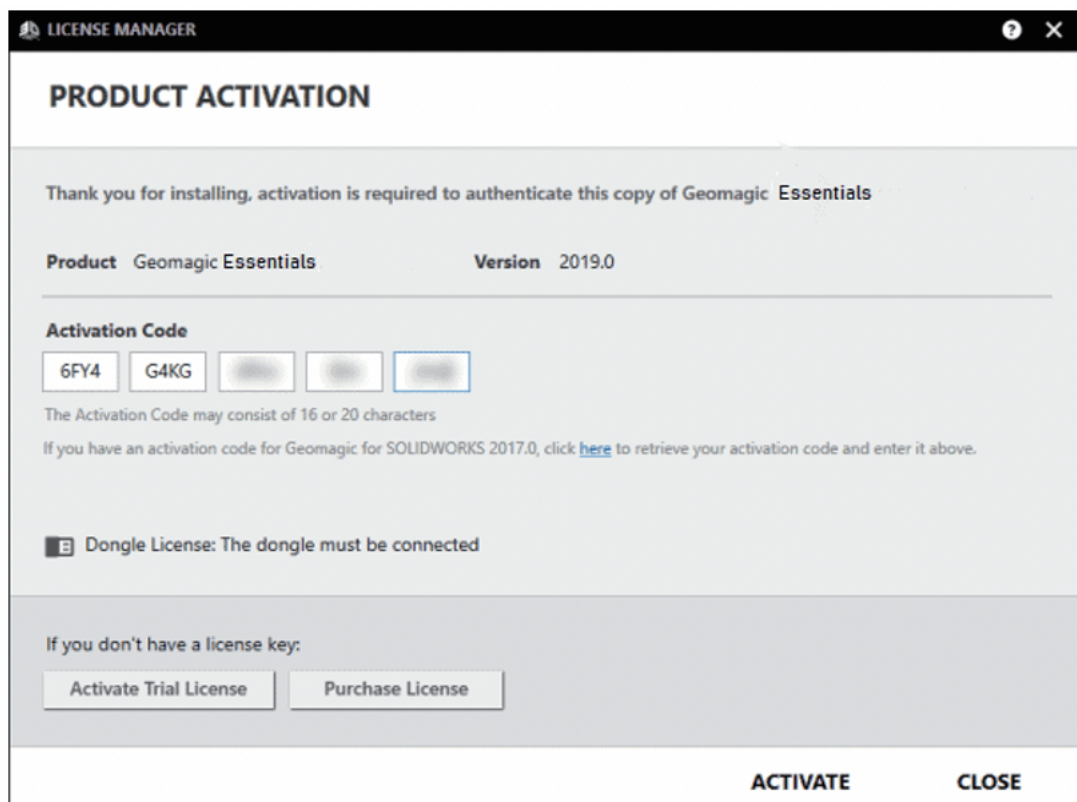 LICENSE MANAGER
PRODUCT ACTIVATION
Thank you for installing, activation is required to authenticate this copy of Geomagic Essentials
Product Geomagic Essentials Version 2019.0
Activation Code
6FY4 G4KG
The Activation Code may consist of 16 or 20 characters
If you have an activation code for Geomagic for SOLIDWORKS 2017.0, click here to retrieve your activation code and enter it above.
Dongle License: The dongle must be connected
If you don't have a license key:
Activate Trial License Purchase License
ACTIVATE CLOSE